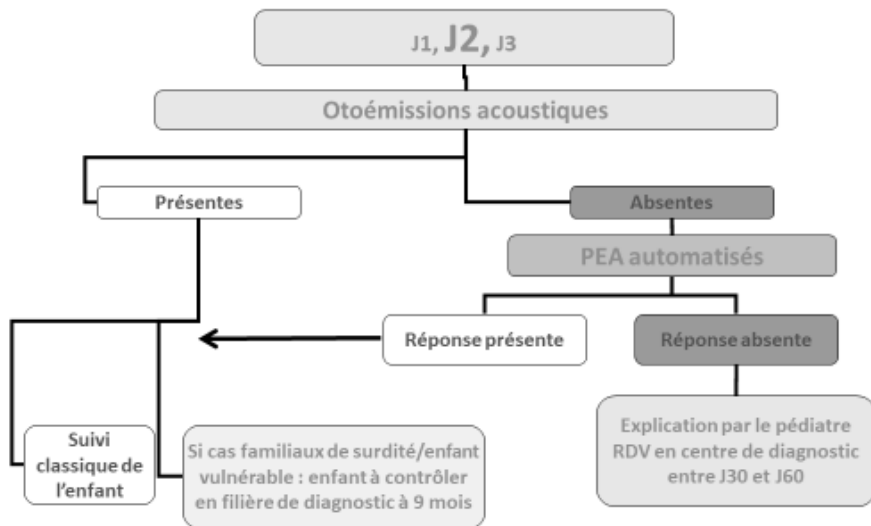 J1, J2, J3
Otoémissions acoustiques
Présentes
Absentes
PEA automatisés
Réponse présente
Réponse absente
Suivi
classique de
l'enfant
Si cas familiaux de surdité/enfant
vulnérable : enfant à contrôler
en filière de diagnostic à 9 mois
Explication par le pédiatre
RDV en centre de diagnostic
entre J30 et J60